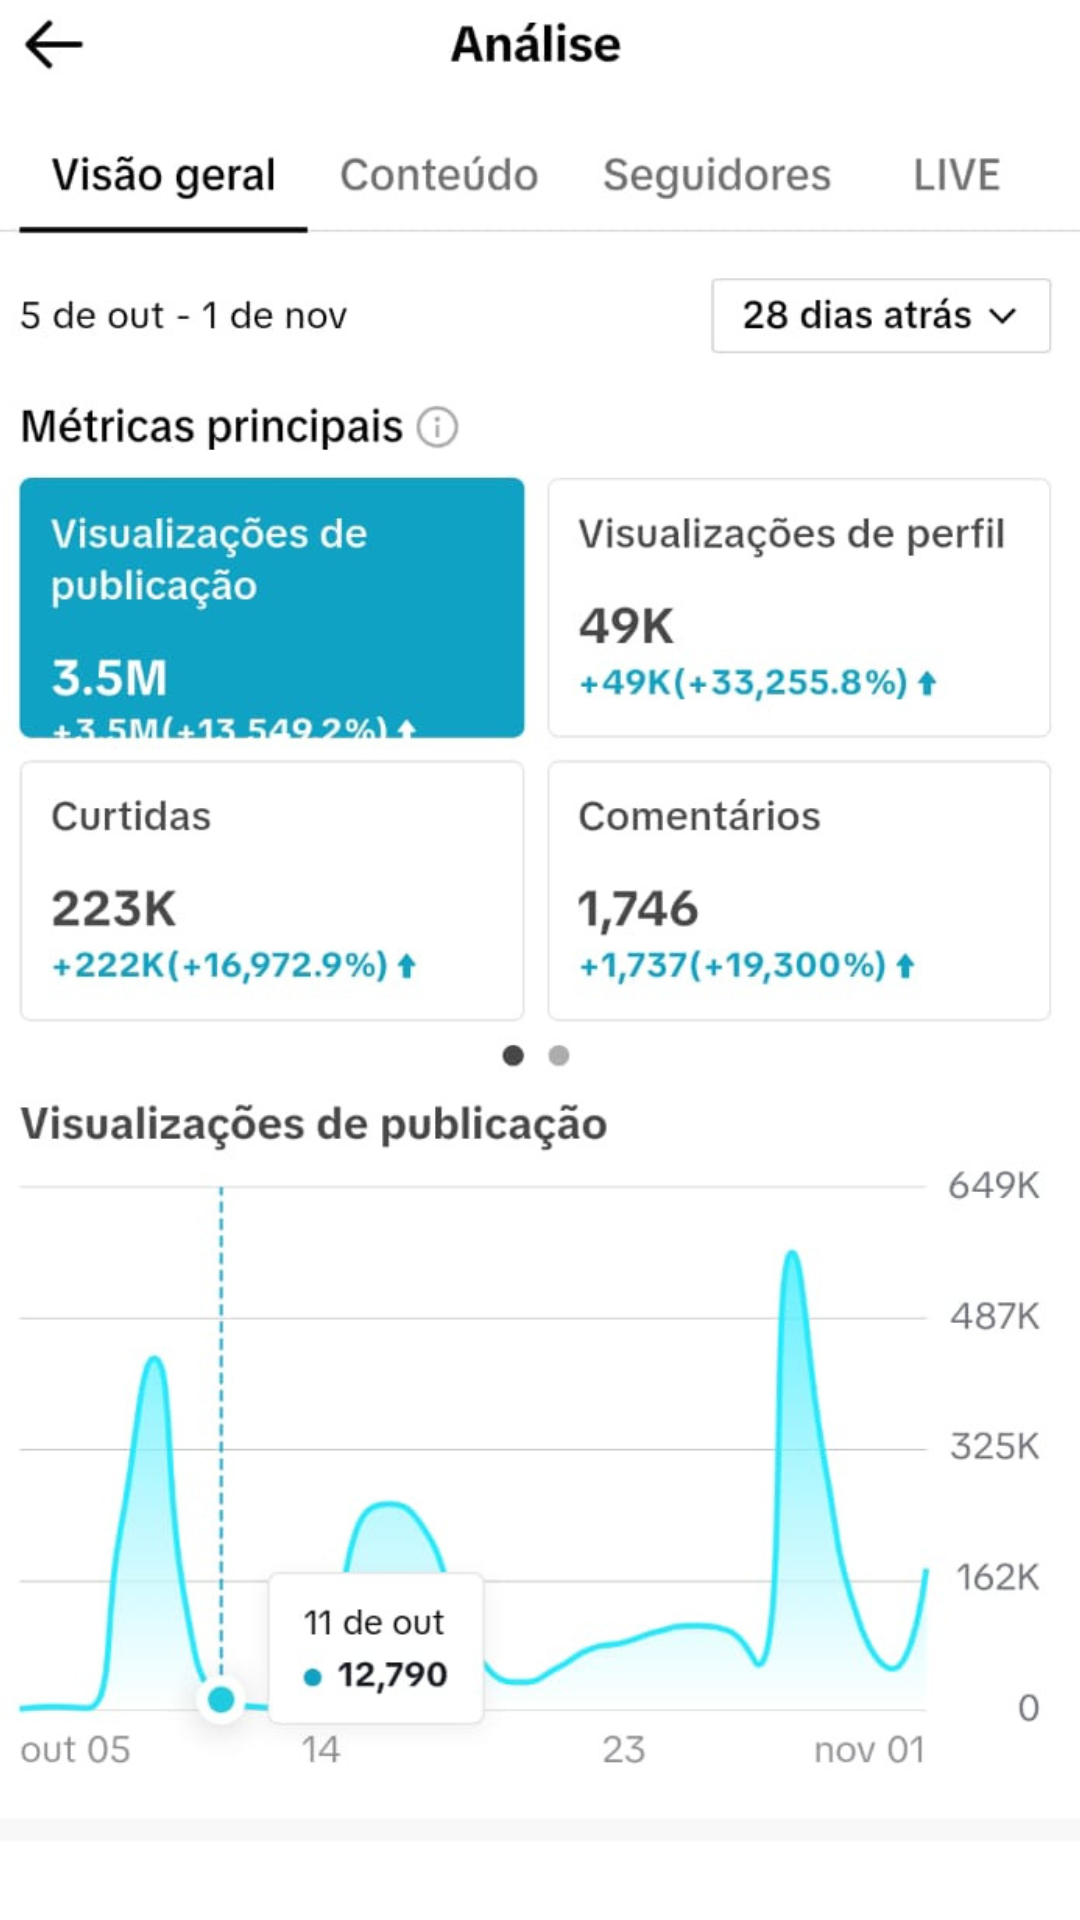 Análise
Visão geral Conteúdo Seguidores LIVE
5 de out - 1 de nov
28 dias atrás
Métricas principais
Visualizações de
publicação
3.5M
+3.5M(+13,549.2%)
Visualizações de perfil
49K
+49K(+33,255.8%)
Curtidas
223K
+222K(+16,972.9%)
Comentários
1,746
+1,737(+19,300%)
Visualizações de publicação
649K
487K
325K
162K
0
11 de out
12,790
out 05 14 23 nov 01